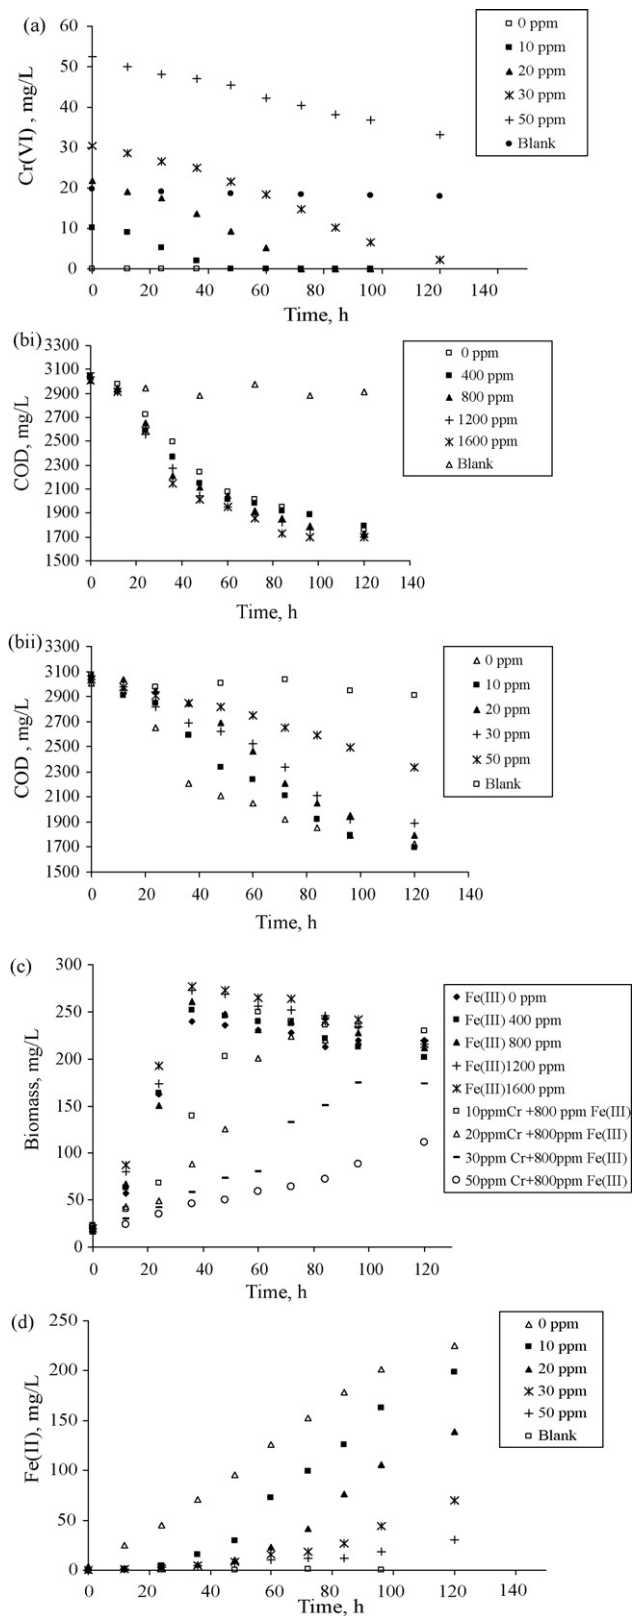 (a)
60
50
40
30
20
10
0
Cr(VI) , mg/L
0 20 40 60 80 100 120 140
Time, h
0 ppm
10 ppm
20 ppm
30 ppm
50 ppm
Blank
(bi)
3300
3100
2900
2700
2500
2300
2100
1900
1700
1500
COD, mg/L
0 20 40 60 80 100 120 140
Time, h
0 ppm
400 ppm
800 ppm
1200 ppm
1600 ppm
Blank
(bii)
3300
3100
2900
2700
2500
2300
2100
1900
1700
1500
COD , mg/L
0 20 40 60 80 100 120 140
Time, h
0 ppm
10 ppm
20 ppm
30 ppm
50 ppm
Blank
(c)
300
250
200
150
100
50
0
Biomass, mg/L
0 20 40 60 80 100 120
Time, h
Fe(III) 0 ppm
Fe(III) 400 ppm
Fe(III) 800 ppm
Fe(III)1200 ppm
Fe(III)1600 ppm
10ppmCr +800 ppm Fe(III)
20ppmCr +800ppm Fe(III)
30ppm Cr+800ppm Fe(III)
50ppm Cr+800ppm Fe(III)
(d)
250
200
150
100
50
0
Fe(II), mg/L
0 20 40 60 80 100 120 140
Time, h
0 ppm
10 ppm
20 ppm
30 ppm
50 ppm
Blank